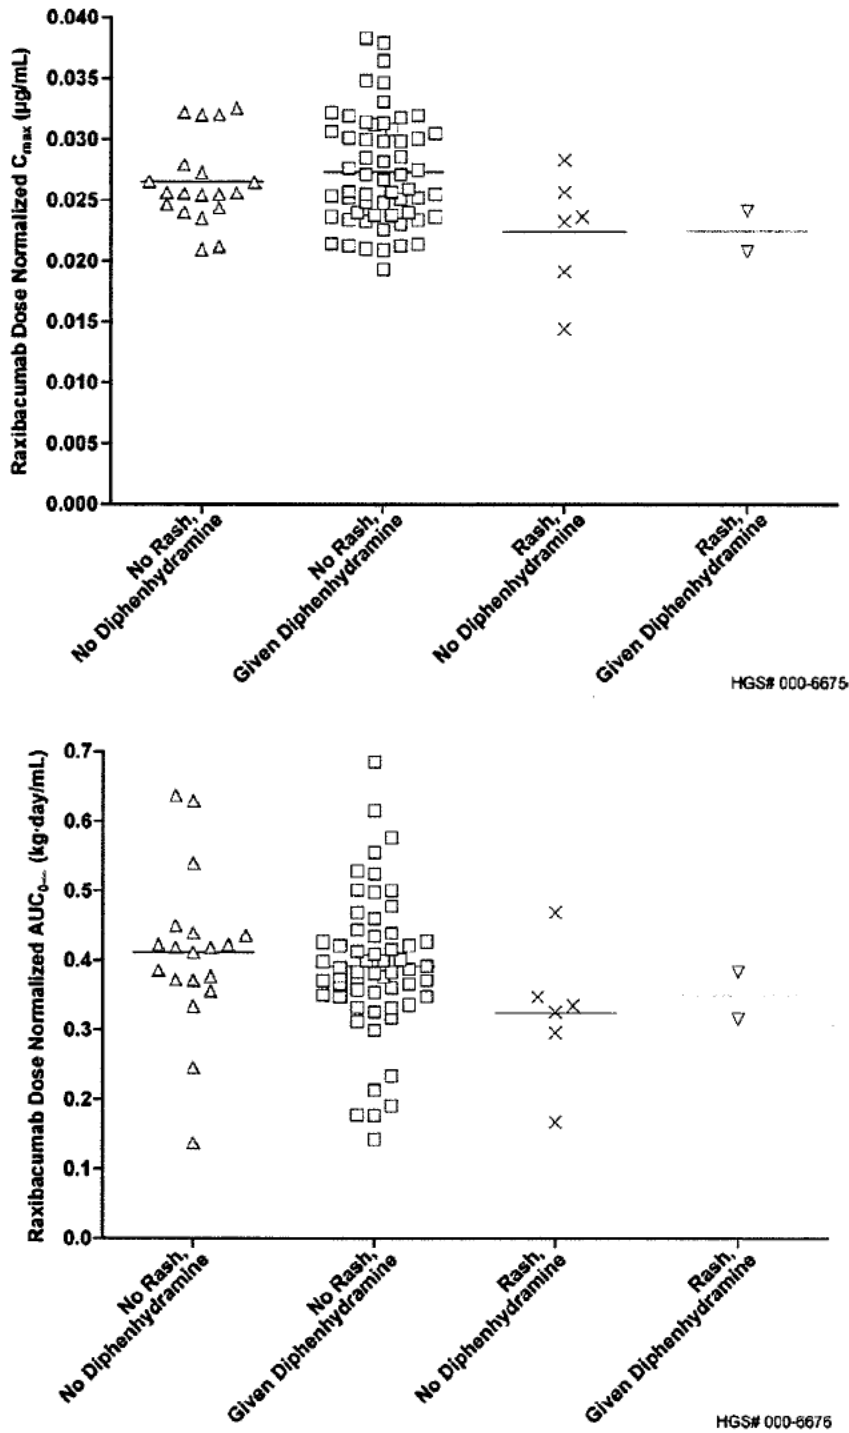 Raxibacumab Dose Normalized Cmax (µg/mL)
0.040
0.035
0.030
0.025
0.020
0.015
0.010
0.005
0.000
No Rash,
No Diphenhydramine
No Rash,
Given Diphenhydramine
Rash,
No Diphenhydramine
Rash,
Given Diphenhydramine
HGS# 000-6675
Raxibacumab Dose Normalized AUC0-∞ (kg·day/mL)
0.7
0.6
0.5
0.4
0.3
0.2
0.1
0.0
No Rash,
No Diphenhydramine
No Rash,
Given Diphenhydramine
Rash,
No Diphenhydramine
Rash,
Given Diphenhydramine
HGS# 000-6676